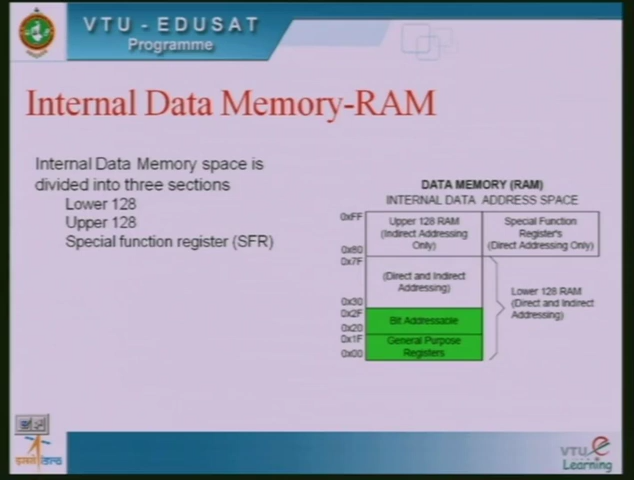 VTU - EDUSAT
Programme
Internal Data Memory-RAM
Internal Data Memory space is
divided into three sections
Lower 128
Upper 128
Special function register (SFR)
DATA MEMORY (RAM)
INTERNAL DATA ADDRESS SPACE
0xFF
Upper 128 RAM
(Indirect Addressing
Only)
Special Function
Register's
(Direct Addressing Only)
0x80
0x7F
(Direct and Indirect
Addressing)
Lower 128 RAM
(Direct and Indirect
Addressing)
0x30
0x2F
Bit Addressable
0x20
0x1F
General Purpose
Registers
0x00
VTU e
Learning